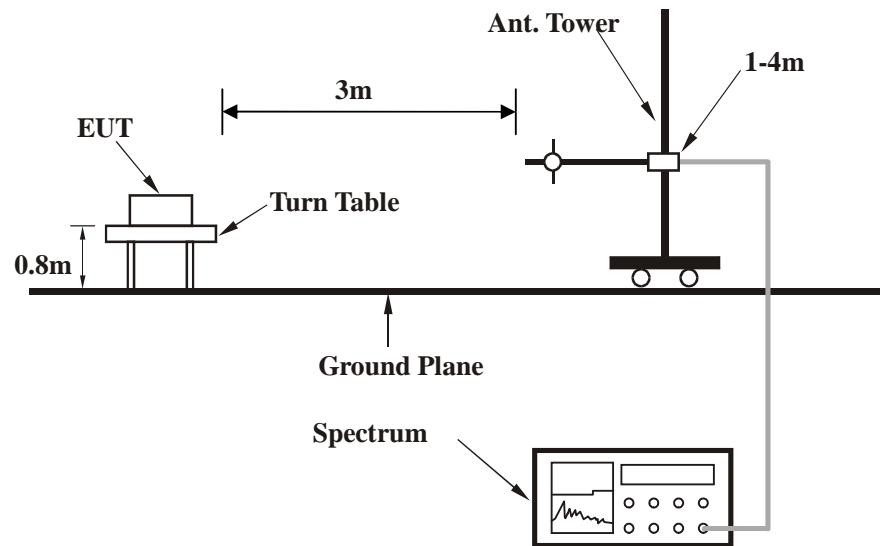 Ant. Tower
1-4m
3m
EUT
Turn Table
0.8m
Ground Plane
Spectrum